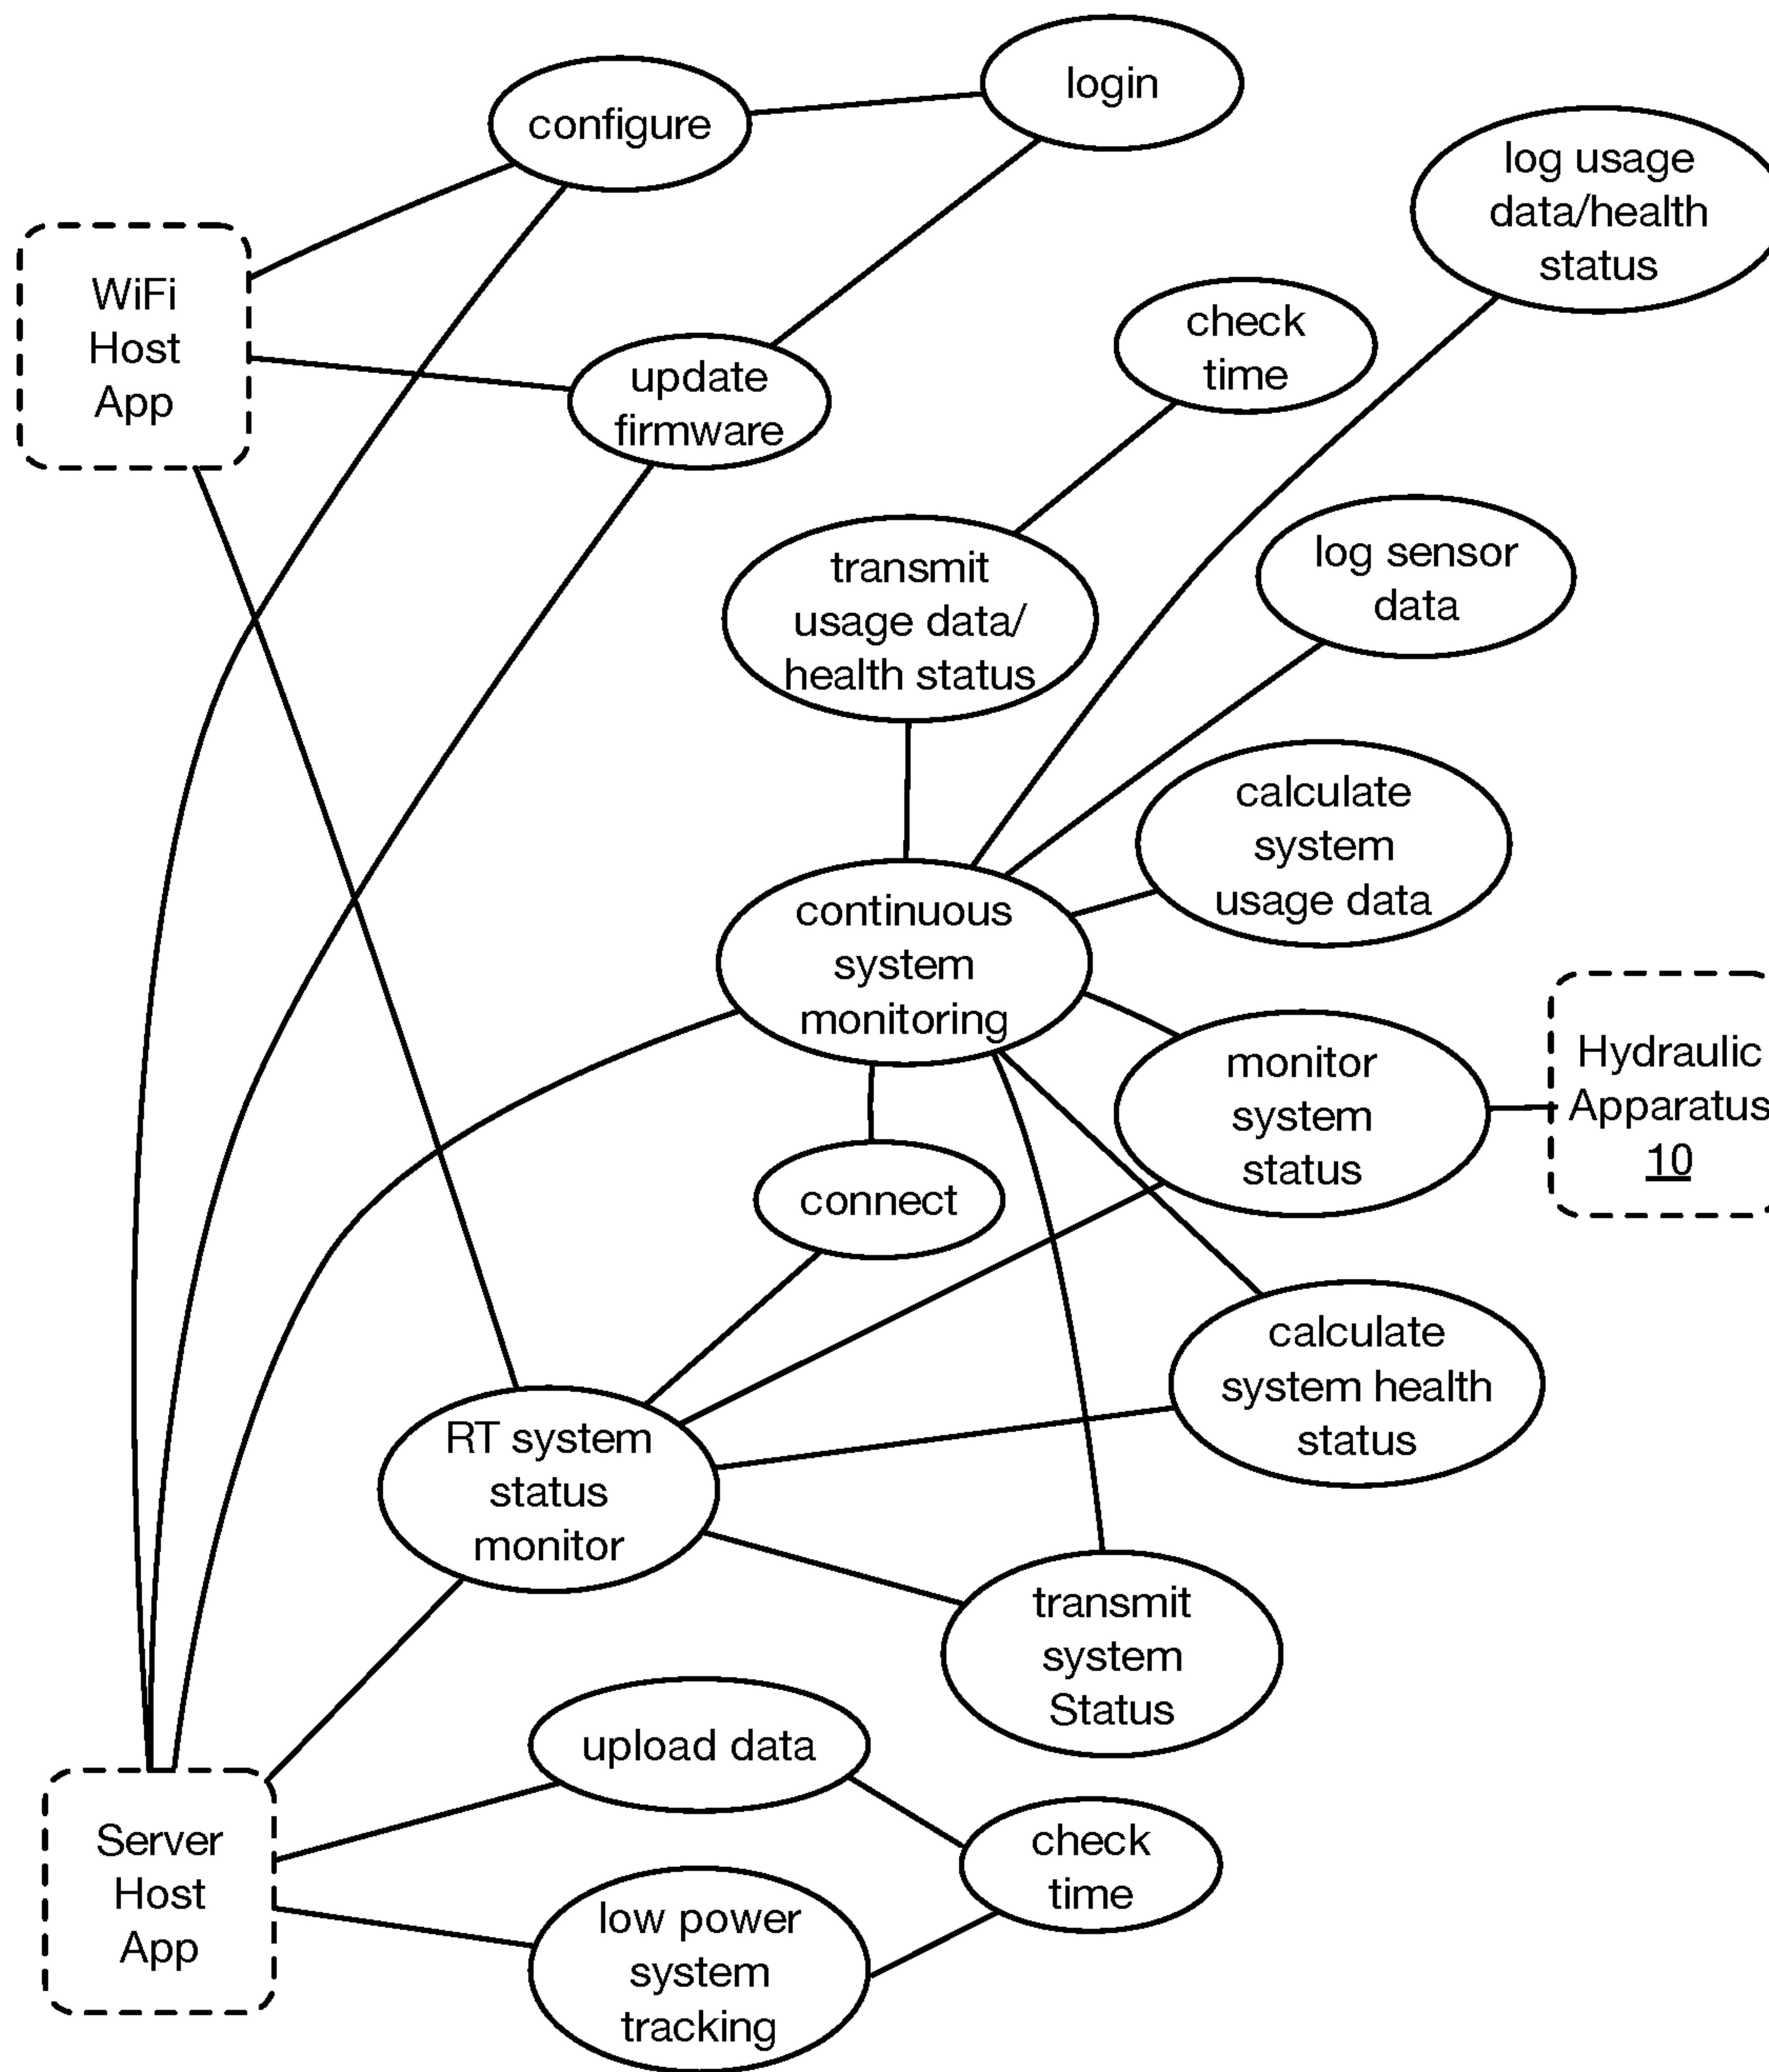 configure
login
log usage
data/health
status
WiFi
Host
App
check
time
update
firmware
transmit
usage data/
health status
log sensor
data
calculate
system
usage data
continuous
system
monitoring
monitor
system
status
Hydraulic
Apparatus
10
connect
calculate
system health
status
RT system
status
monitor
transmit
system
Status
upload data
Server
Host
App
check
time
low power
system
tracking